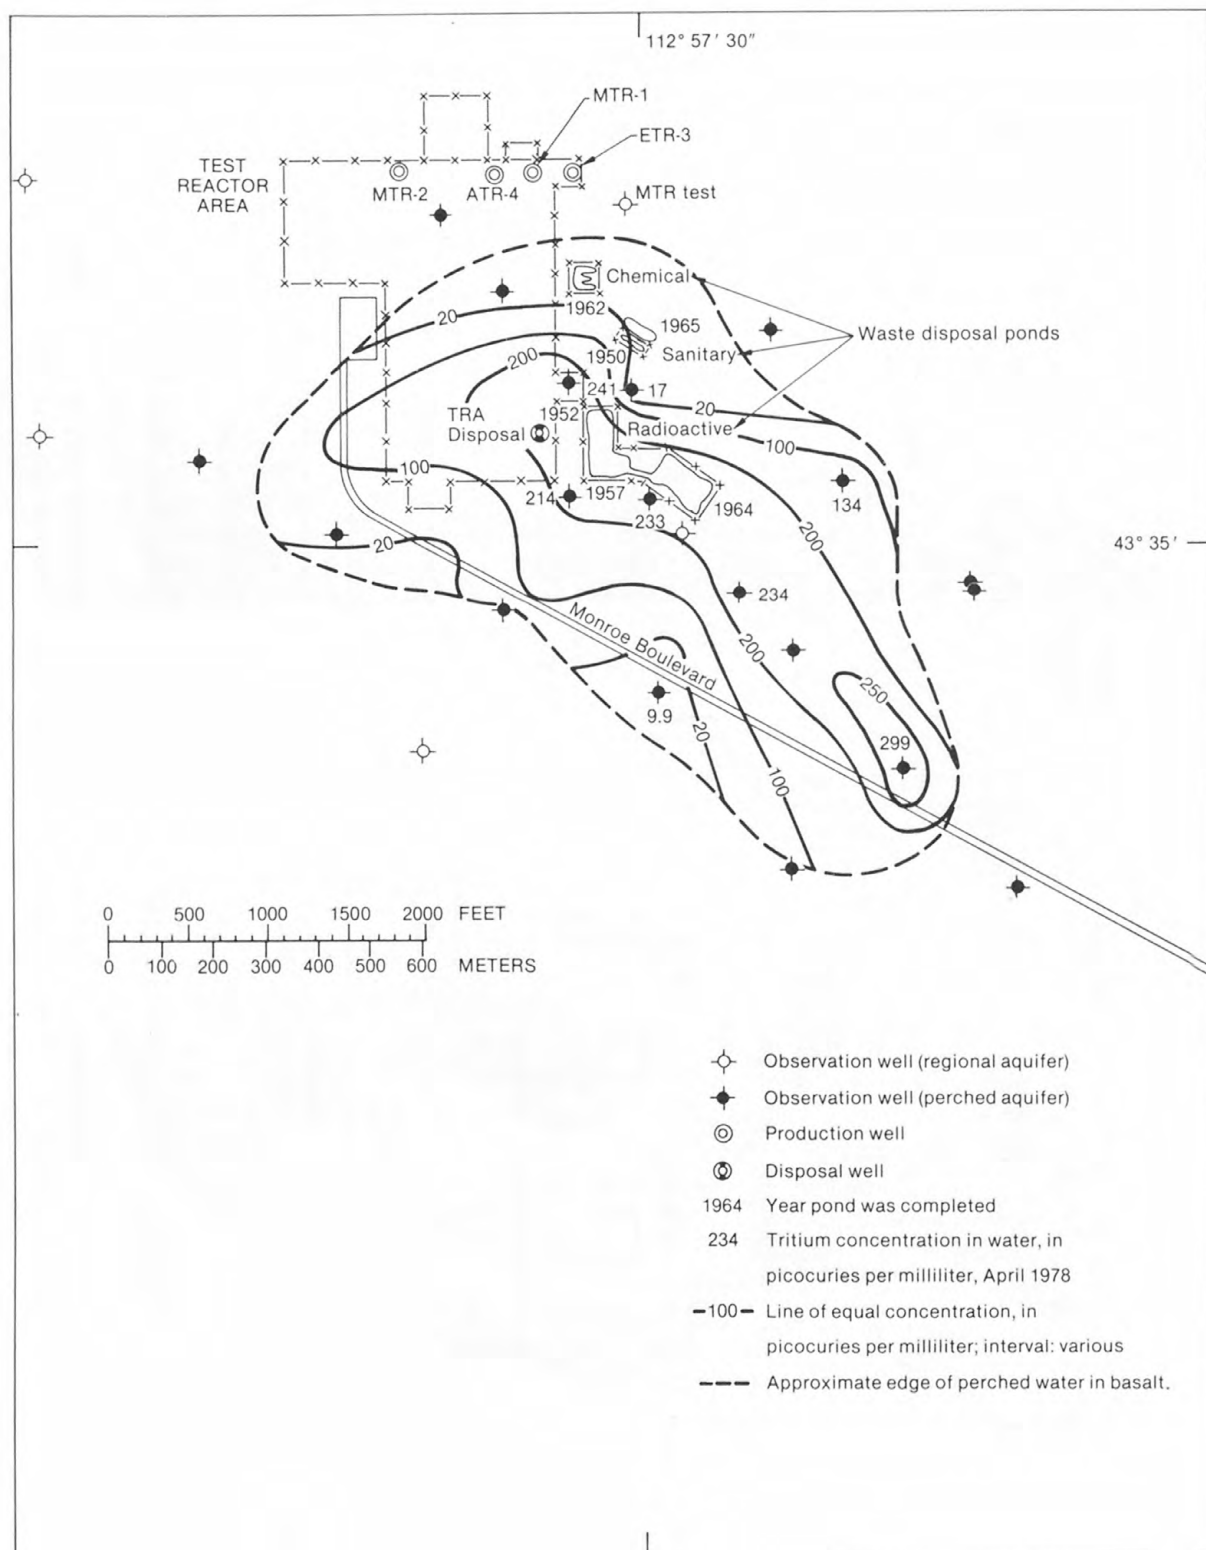 112° 57′ 30″
MTR-1
ETR-3
TEST
REACTOR
AREA
MTR-2
ATR-4
MTR test
Chemical
1962
20
1965
1950
Sanitary
Waste disposal ponds
200
241
17
20
TRA
Disposal
1952
Radioactive
100
100
214
1957
233
1964
134
200
43° 35′
20
234
Monroe Boulevard
200
250
9.9
20
299
100
0 500 1000 1500 2000 FEET
0 100 200 300 400 500 600 METERS
Observation well (regional aquifer)
Observation well (perched aquifer)
Production well
Disposal well
1964 Year pond was completed
234 Tritium concentration in water, in
picocuries per milliliter, April 1978
100 Line of equal concentration, in
picocuries per milliliter; interval: various
Approximate edge of perched water in basalt.